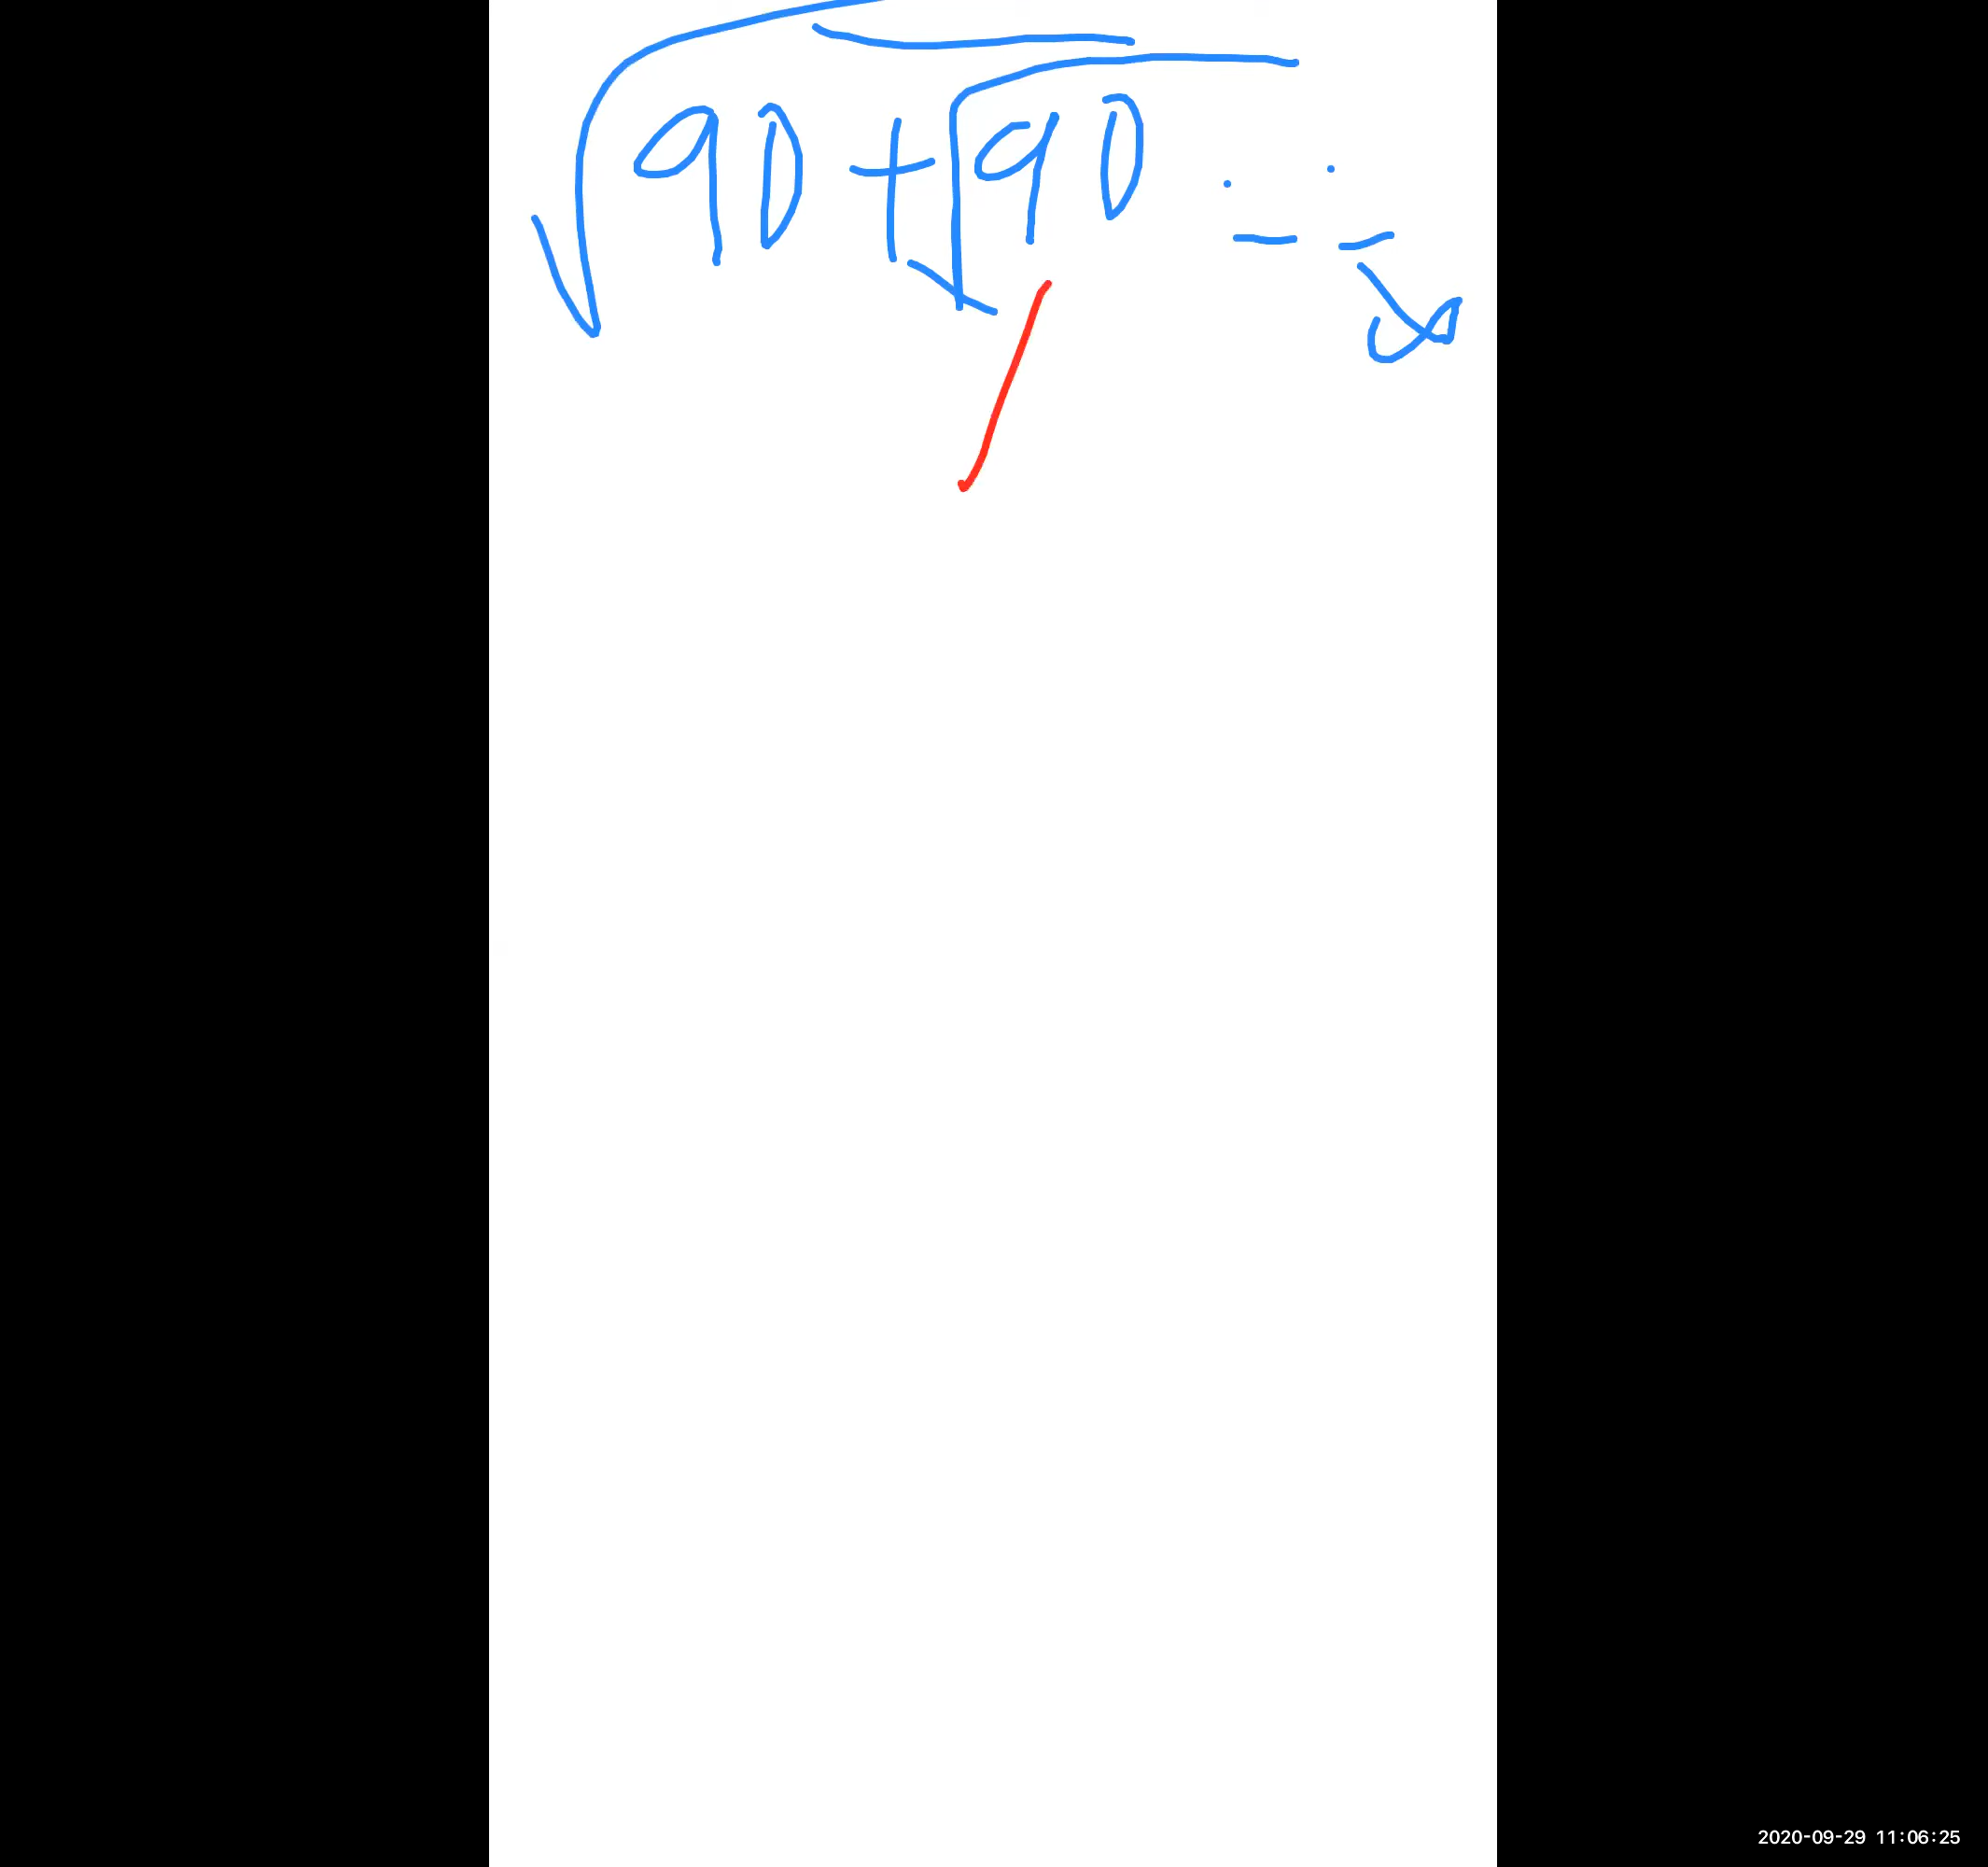 √90+√90 . . _ _ ∝
2020-09-29 11:06:25